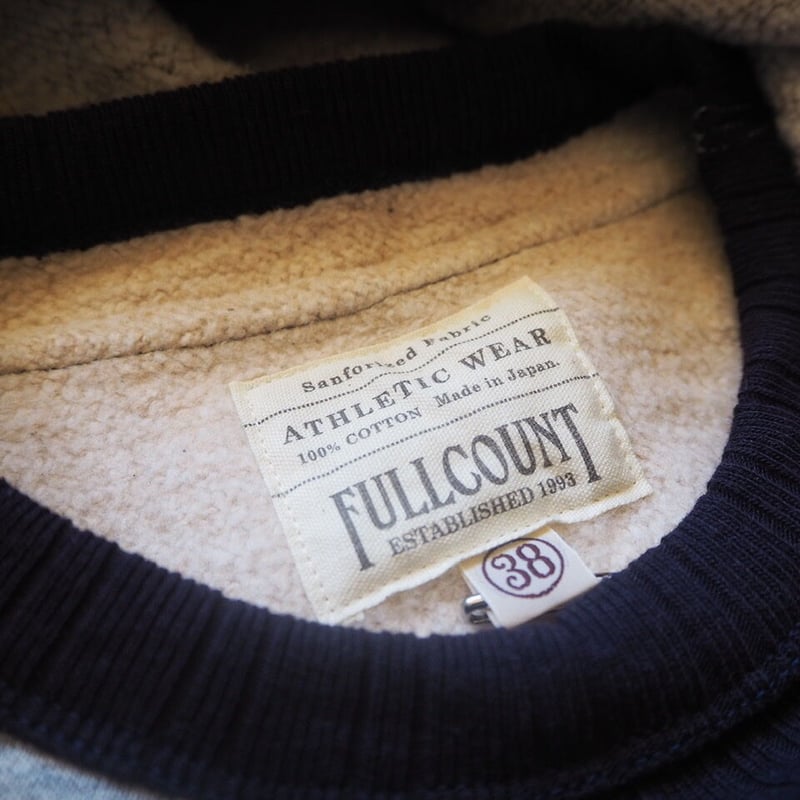 Sanforized Fabric
ATHLETIC WEAR
100% COTTON Made in Japan.
FULLCOUNT
ESTABLISHED 1993
38